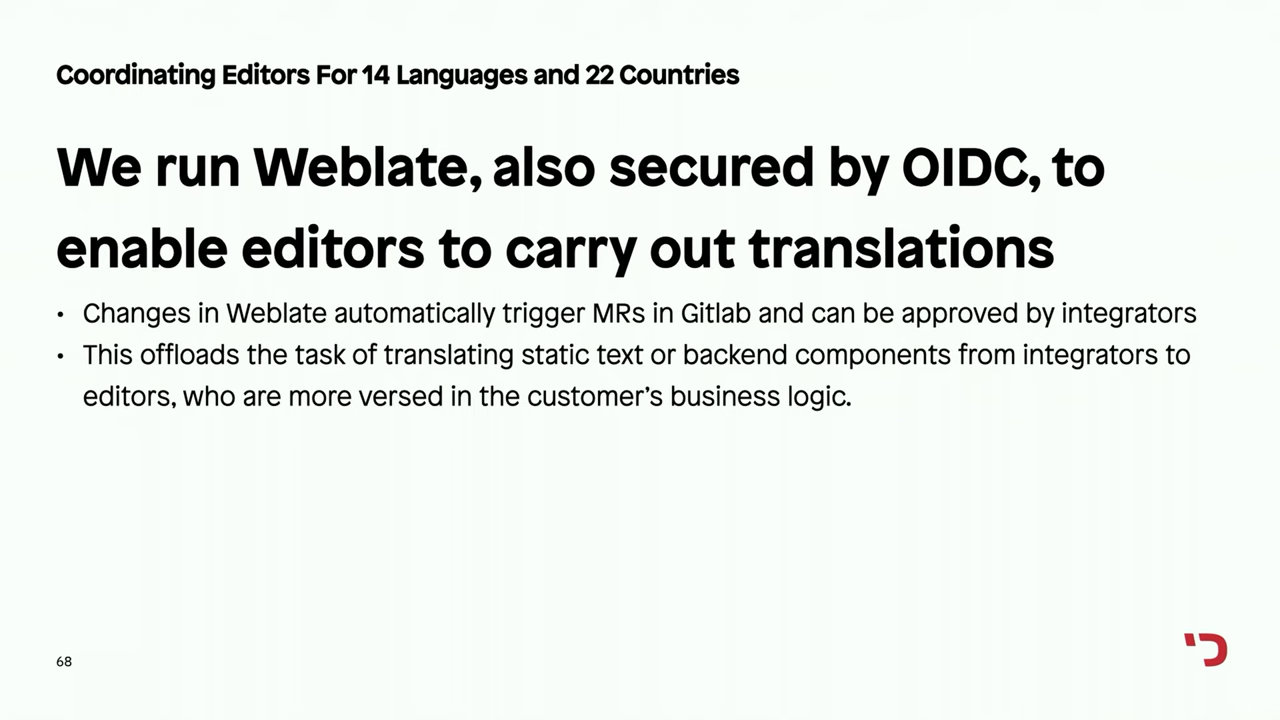 Coordinating Editors For 14 Languages and 22 Countries
We run Weblate, also secured by OIDC, to
enable editors to carry out translations
• Changes in Weblate automatically trigger MRs in Gitlab and can be approved by integrators
• This offloads the task of translating static text or backend components from integrators to
editors, who are more versed in the customer’s business logic.
68